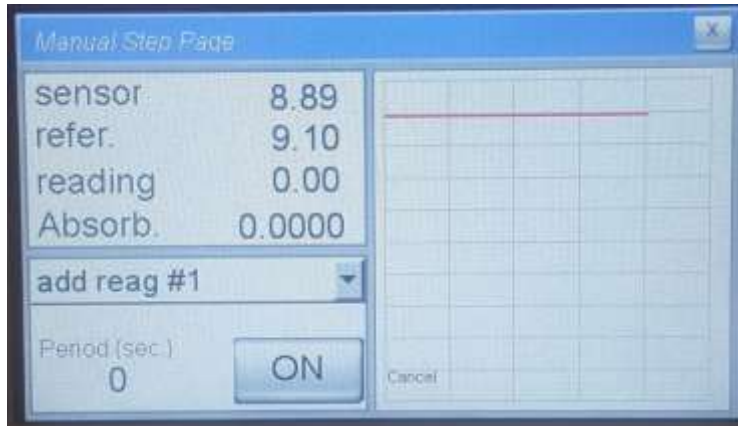 Manual Step Page
x
sensor 8.89
refer. 9.10
reading 0.00
Absorb. 0.0000
add reag #1
Period (sec.)
0
ON
Cancel